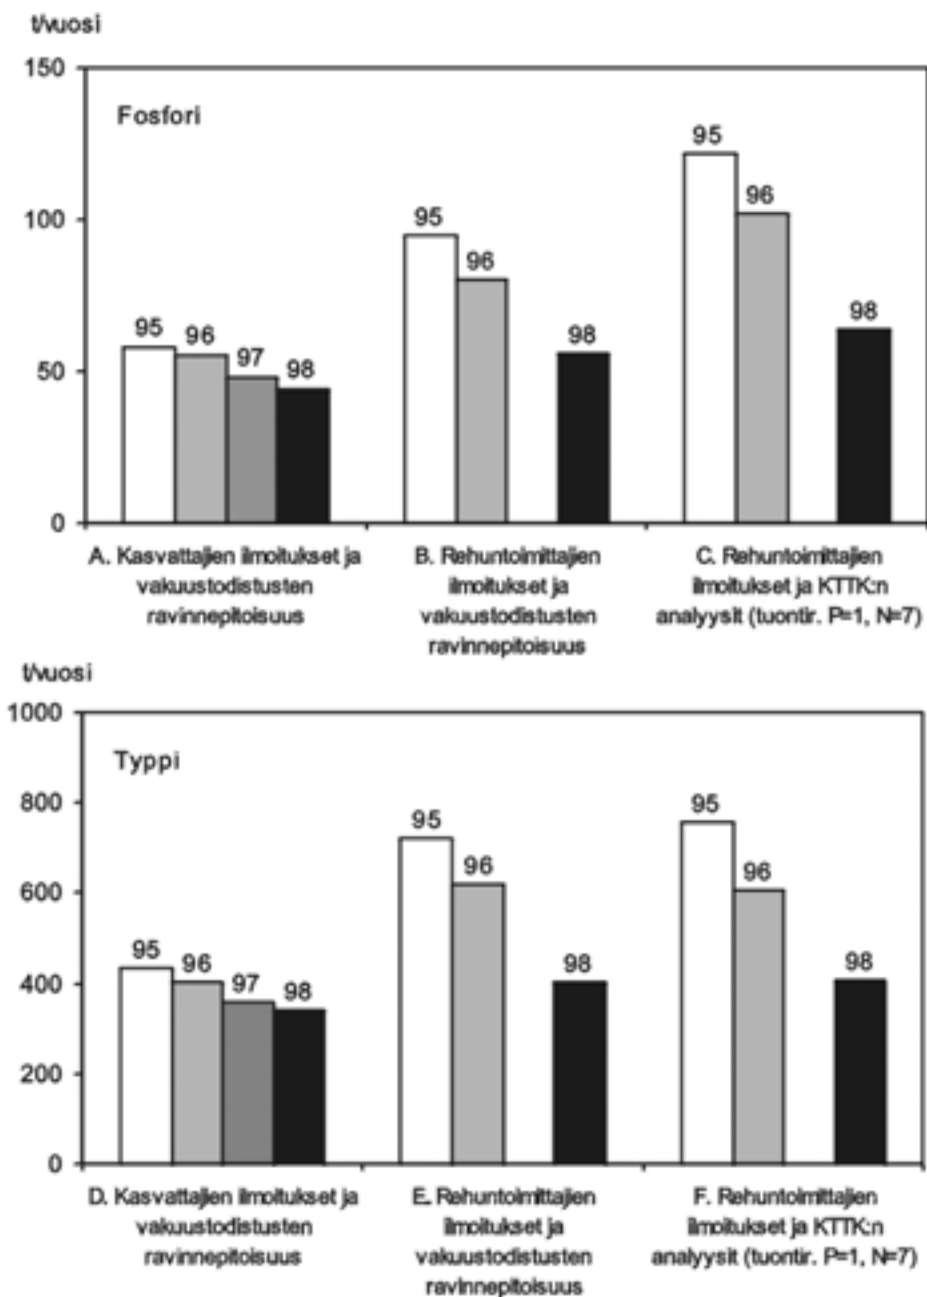 t/vuosi
150
Fosfori
95
95
96
100
95
96
98
98
95
96
97
98
50
0
A. Kasvattajien ilmoitukset ja
vakuustodistusten
ravinnepitoisuus
B. Rehuntoimittajien
ilmoitukset ja
vakuustodistusten
ravinnepitoisuus
C. Rehuntoimittajien
ilmoitukset ja KTTK:n
analyysit (tuontir. P=1, N=7)
t/vuosi
1000
Typpi
800
95
95
96
96
600
95
96
97
98
98
98
400
200
0
D. Kasvattajien ilmoitukset ja
vakuustodistusten
ravinnepitoisuus
E. Rehuntoimittajien
ilmoitukset ja
vakuustodistusten
ravinnepitoisuus
F. Rehuntoimittajien
ilmoitukset ja KTTK:n
analyysit (tuontir. P=1, N=7)